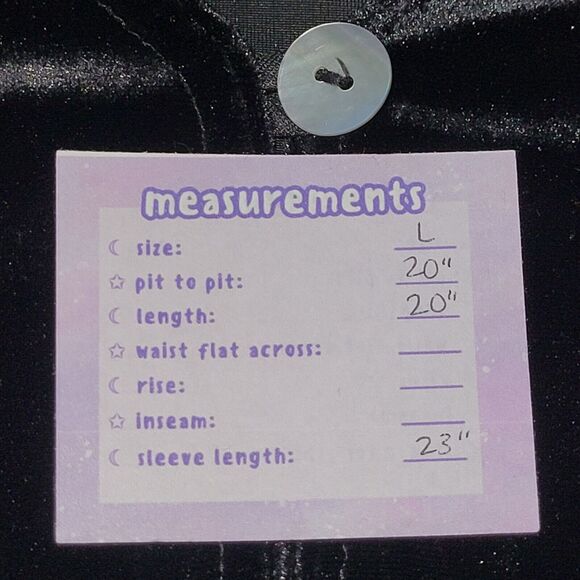 measurements
size: L
pit to pit: 20"
length: 20"
waist flat across:
rise:
inseam:
sleeve length: 23"